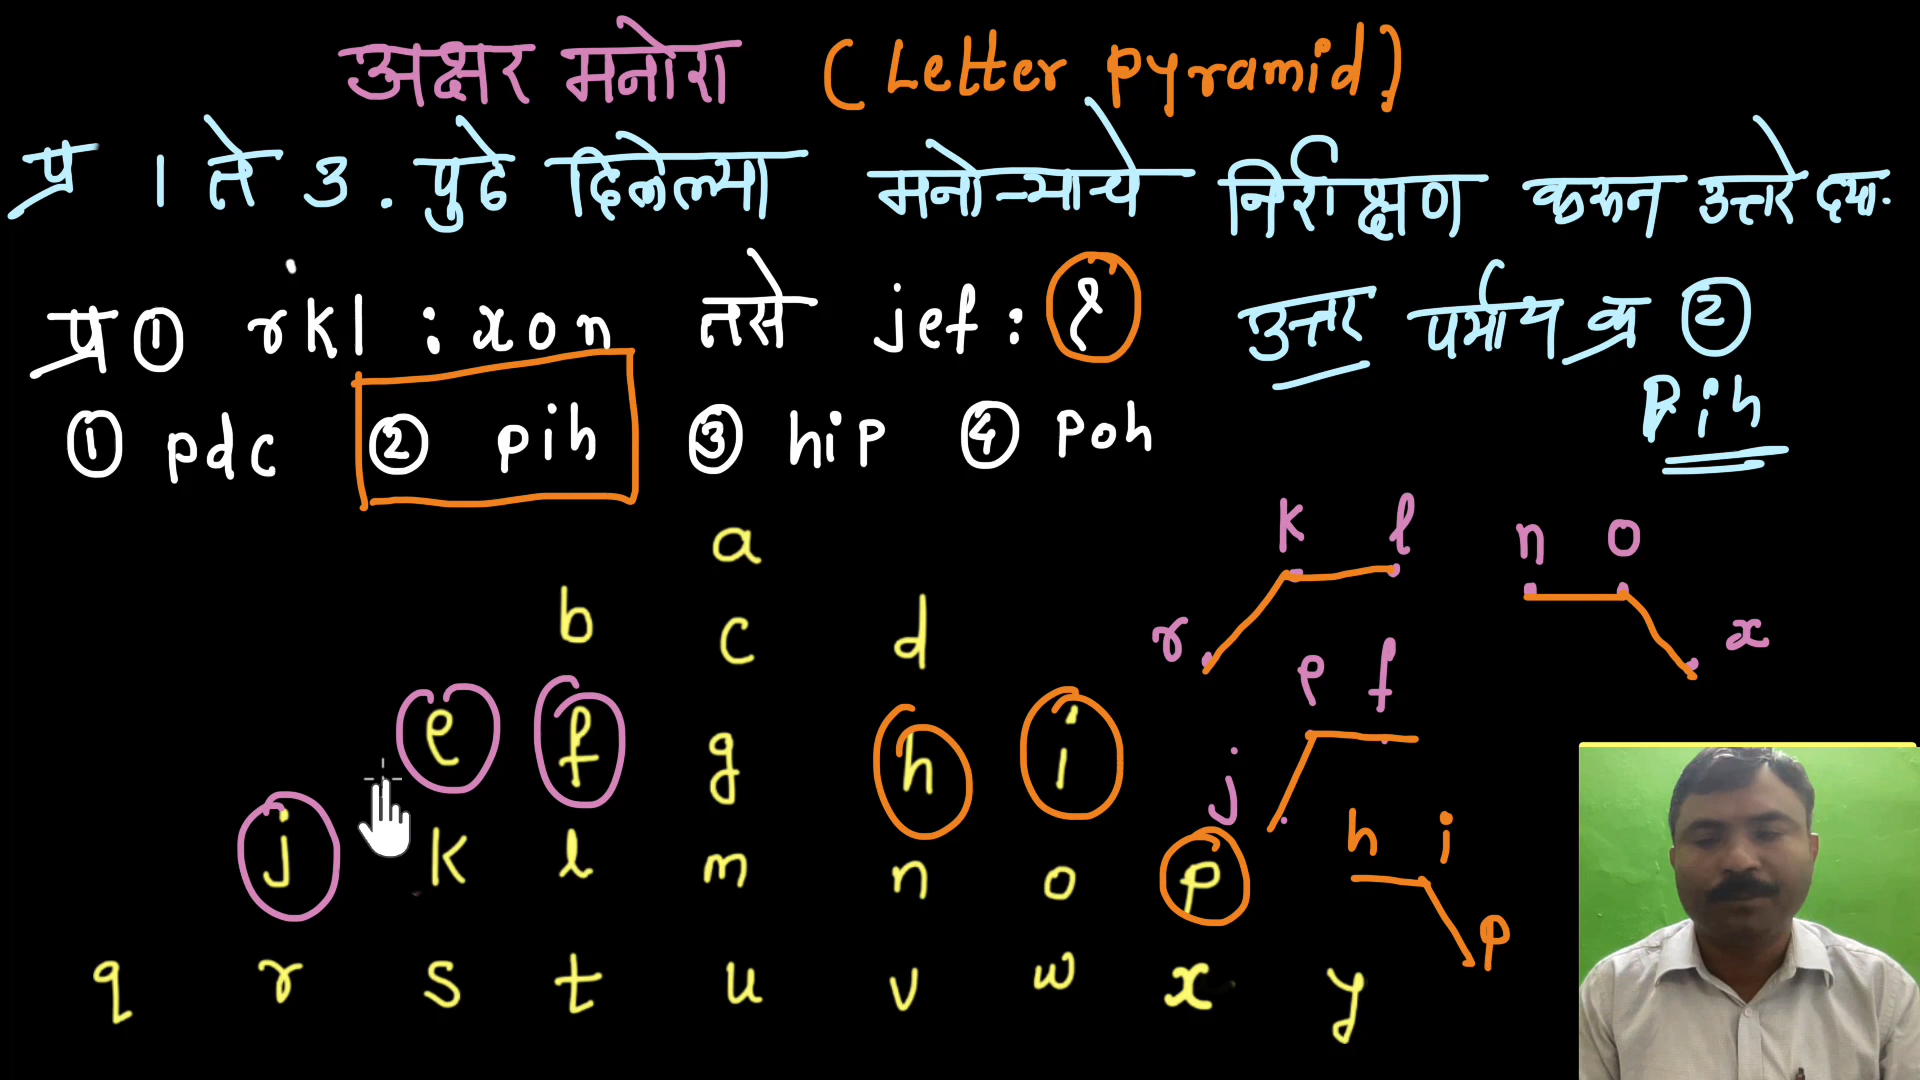 अक्षर मनोरा (Letter pyramid)
प्र 1 ते 3. पुढे दिलेल्या मनोऱ्याचे निरीक्षण करून उत्तरे द्या.
प्र ① rkl : xon तसे jef : ? उत्तर पर्याय क्र ②
pih
① pdc ② pih ③ hip ④ poh
k l n o
r x
e f
j
h i
p
a
b c d
e f g h i
j k l m n o p
q r s t u v w x y